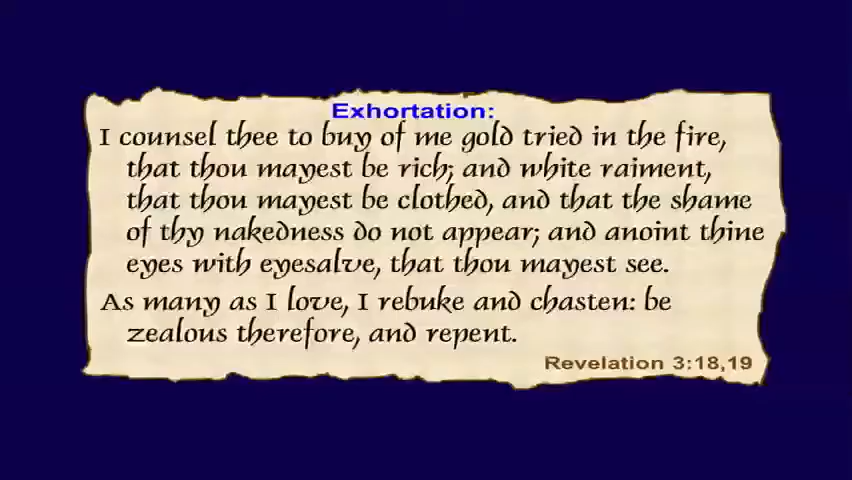 Exhortation:
I counsel thee to buy of me gold tried in the fire,
that thou mayest be rich; and white raiment,
that thou mayest be clothed, and that the shame
of thy nakedness do not appear; and anoint thine
eyes with eyesalve, that thou mayest see.
As many as I love, I rebuke and chasten: be
zealous therefore, and repent.
Revelation 3:18,19